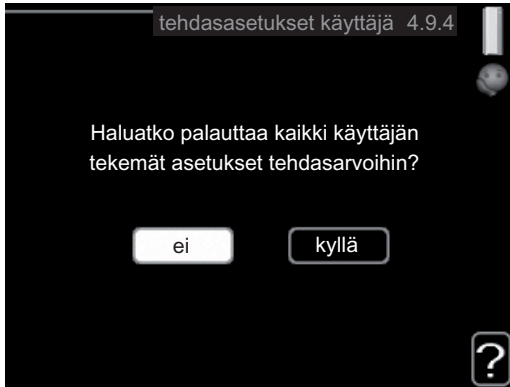 tehdasasetukset käyttäjä 4.9.4
Haluatko palauttaa kaikki käyttäjän
tekemät asetukset tehdasarvoihin?
ei kyllä
?